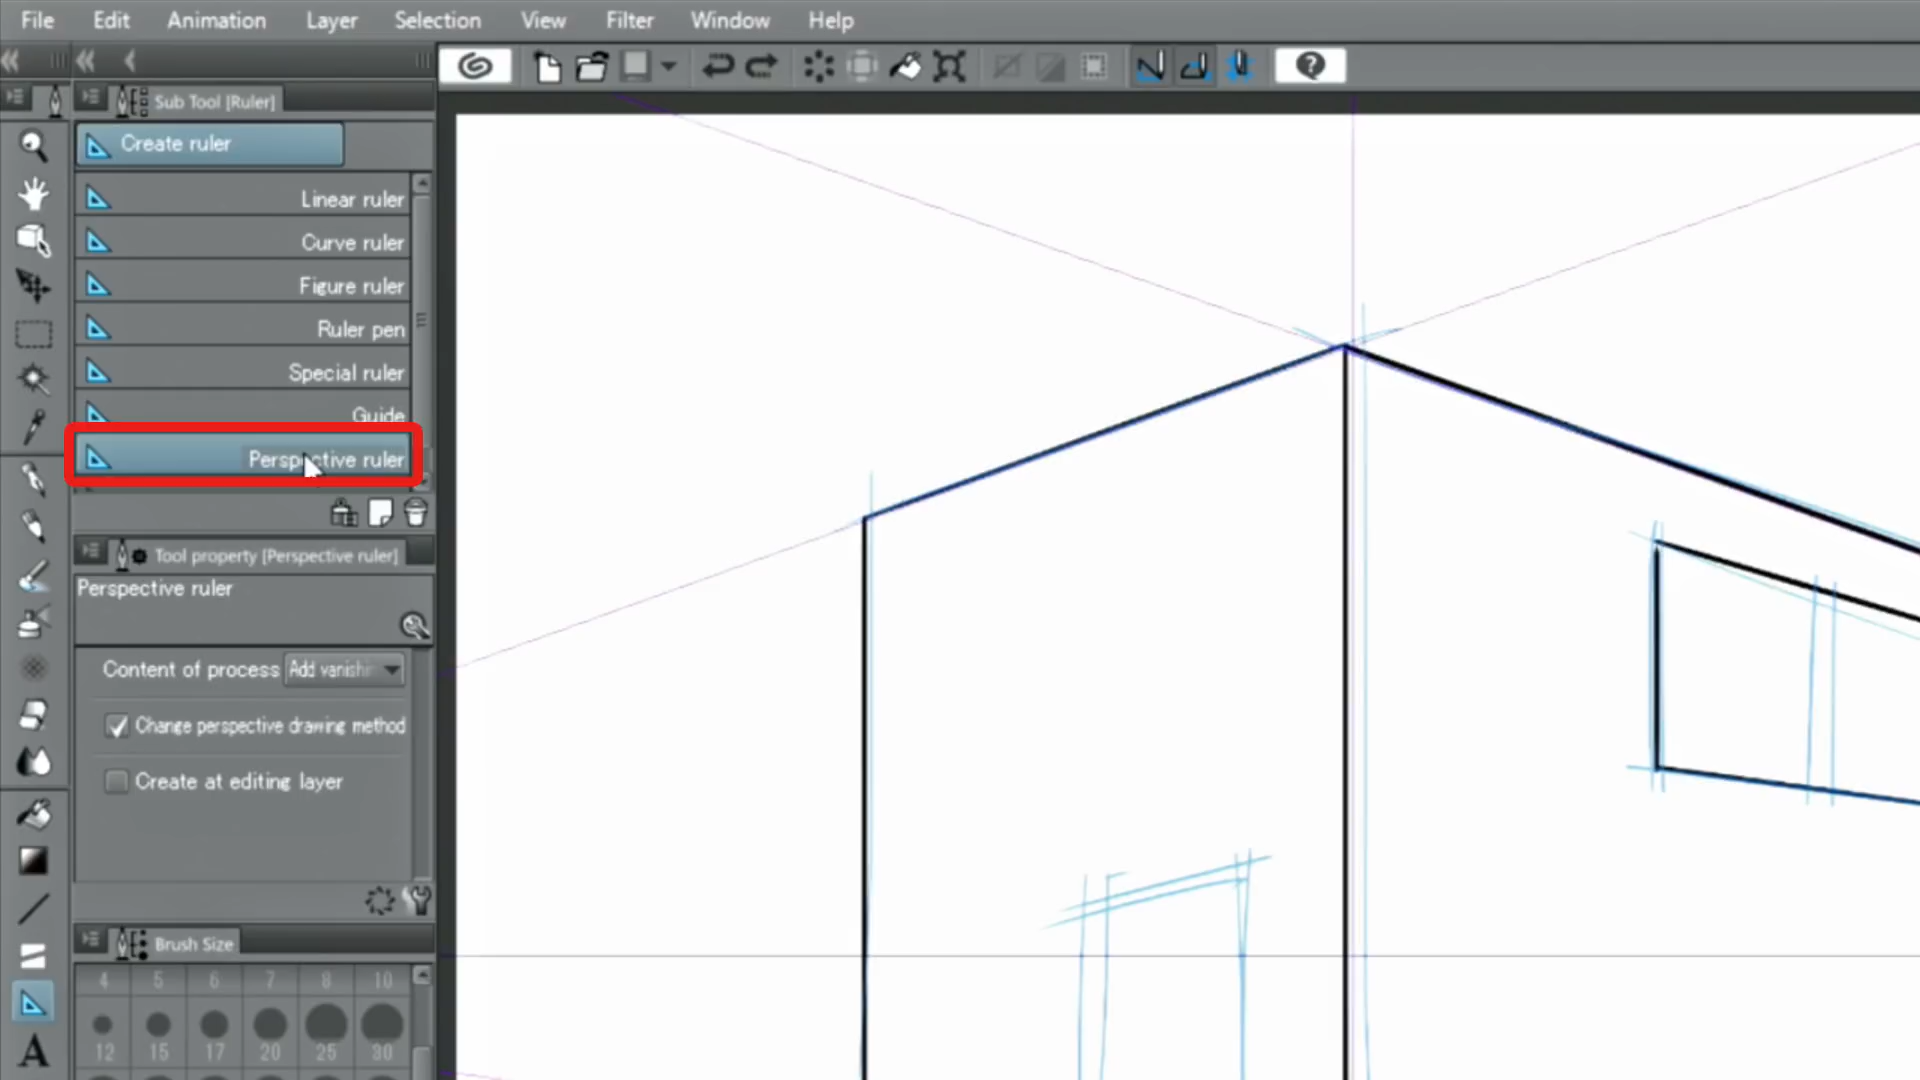 File Edit Animation Layer Selection View Filter Window Help
Sub Tool [Ruler]
Create ruler
Linear ruler
Curve ruler
Figure ruler
Ruler pen
Special ruler
Guide
Perspective ruler
Tool property [Perspective ruler]
Perspective ruler
Content of process Add vanishi
Change perspective drawing method
Create at editing layer
Brush Size
4 5 6 7 8 10
12 15 17 20 25 30
A